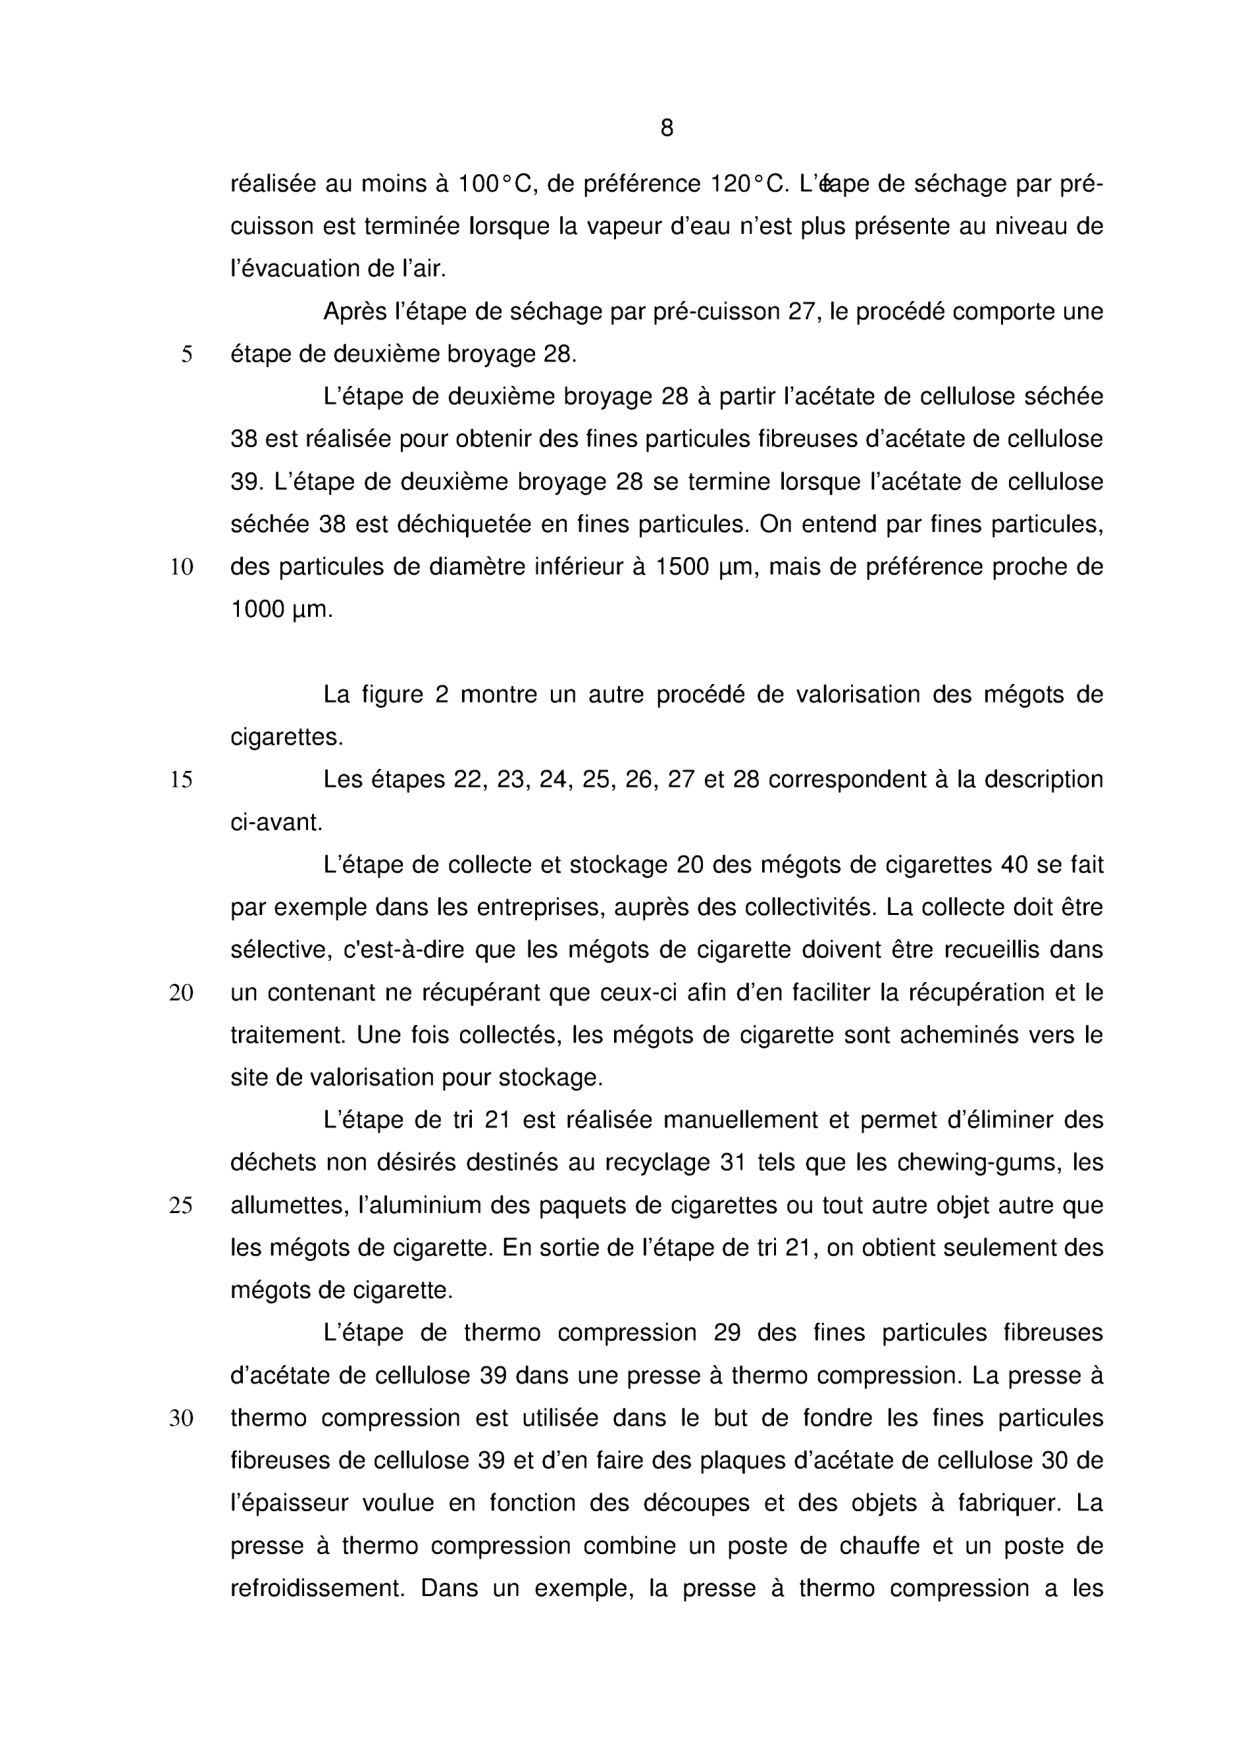 8
réalisée au moins à 100°C, de préférence 120°C. L'étape de séchage par pré-
cuisson est terminée lorsque la vapeur d'eau n'est plus présente au niveau de
l'évacuation de l'air.
Après l'étape de séchage par pré-cuisson 27, le procédé comporte une
5 étape de deuxième broyage 28.
L'étape de deuxième broyage 28 à partir l'acétate de cellulose séchée
38 est réalisée pour obtenir des fines particules fibreuses d'acétate de cellulose
39. L'étape de deuxième broyage 28 se termine lorsque l'acétate de cellulose
séchée 38 est déchiquetée en fines particules. On entend par fines particules,
10 des particules de diamètre inférieur à 1500 µm, mais de préférence proche de
1000 µm.
La figure 2 montre un autre procédé de valorisation des mégots de
cigarettes.
15 Les étapes 22, 23, 24, 25, 26, 27 et 28 correspondent à la description
ci-avant.
L'étape de collecte et stockage 20 des mégots de cigarettes 40 se fait
par exemple dans les entreprises, auprès des collectivités. La collecte doit être
sélective, c'est-à-dire que les mégots de cigarette doivent être recueillis dans
20 un contenant ne récupérant que ceux-ci afin d'en faciliter la récupération et le
traitement. Une fois collectés, les mégots de cigarette sont acheminés vers le
site de valorisation pour stockage.
L'étape de tri 21 est réalisée manuellement et permet d'éliminer des
déchets non désirés destinés au recyclage 31 tels que les chewing-gums, les
25 allumettes, l'aluminium des paquets de cigarettes ou tout autre objet autre que
les mégots de cigarette. En sortie de l'étape de tri 21, on obtient seulement des
mégots de cigarette.
L'étape de thermo compression 29 des fines particules fibreuses
d'acétate de cellulose 39 dans une presse à thermo compression. La presse à
30 thermo compression est utilisée dans le but de fondre les fines particules
fibreuses de cellulose 39 et d'en faire des plaques d'acétate de cellulose 30 de
l'épaisseur voulue en fonction des découpes et des objets à fabriquer. La
presse à thermo compression combine un poste de chauffe et un poste de
refroidissement. Dans un exemple, la presse à thermo compression a les